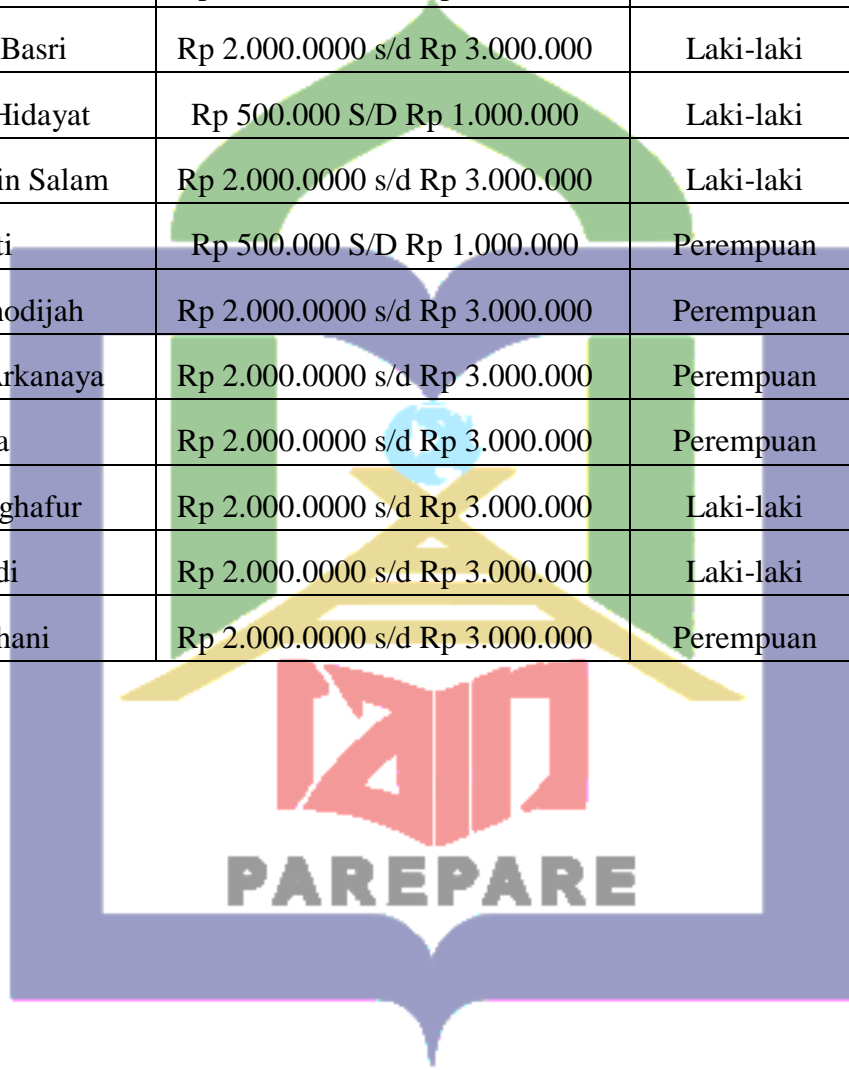 Basri Rp 2.000.0000 s/d Rp 3.000.000 Laki-laki
Hidayat Rp 500.000 S/D Rp 1.000.000 Laki-laki
in Salam Rp 2.000.0000 s/d Rp 3.000.000 Laki-laki
ti Rp 500.000 S/D Rp 1.000.000 Perempuan
hodijah Rp 2.000.0000 s/d Rp 3.000.000 Perempuan
Arkanaya Rp 2.000.0000 s/d Rp 3.000.000 Perempuan
a Rp 2.000.0000 s/d Rp 3.000.000 Perempuan
ghafur Rp 2.000.0000 s/d Rp 3.000.000 Laki-laki
di Rp 2.000.0000 s/d Rp 3.000.000 Laki-laki
hani Rp 2.000.0000 s/d Rp 3.000.000 Perempuan
iain
PAREPARE